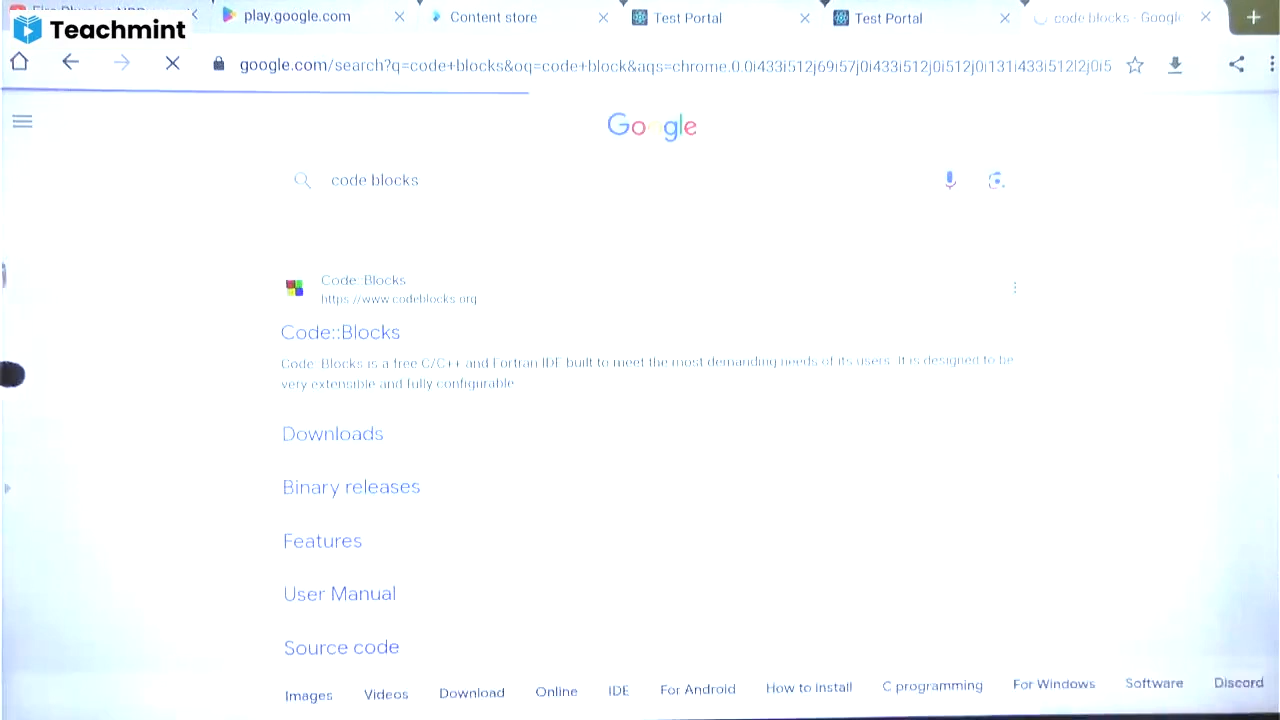 Teachmint
play.google.com
Content store
Test Portal
Test Portal
code blocks - Googl
google.com/search?q=code+blocks&oq=code+block&aqs=chrome.0.0i433i512j69i57j0i433i512j0i512j0i131i433i512l2j0i5
Google
code blocks
Code::Blocks
https://www.codeblocks.org
Code::Blocks
Code::Blocks is a free C/C++ and Fortran IDE built to meet the most demanding needs of its users. It is designed to be
very extensible and fully configurable
Downloads
Binary releases
Features
User Manual
Source code
Images Videos Download Online IDE For Android How to install C programming For Windows Software Discord